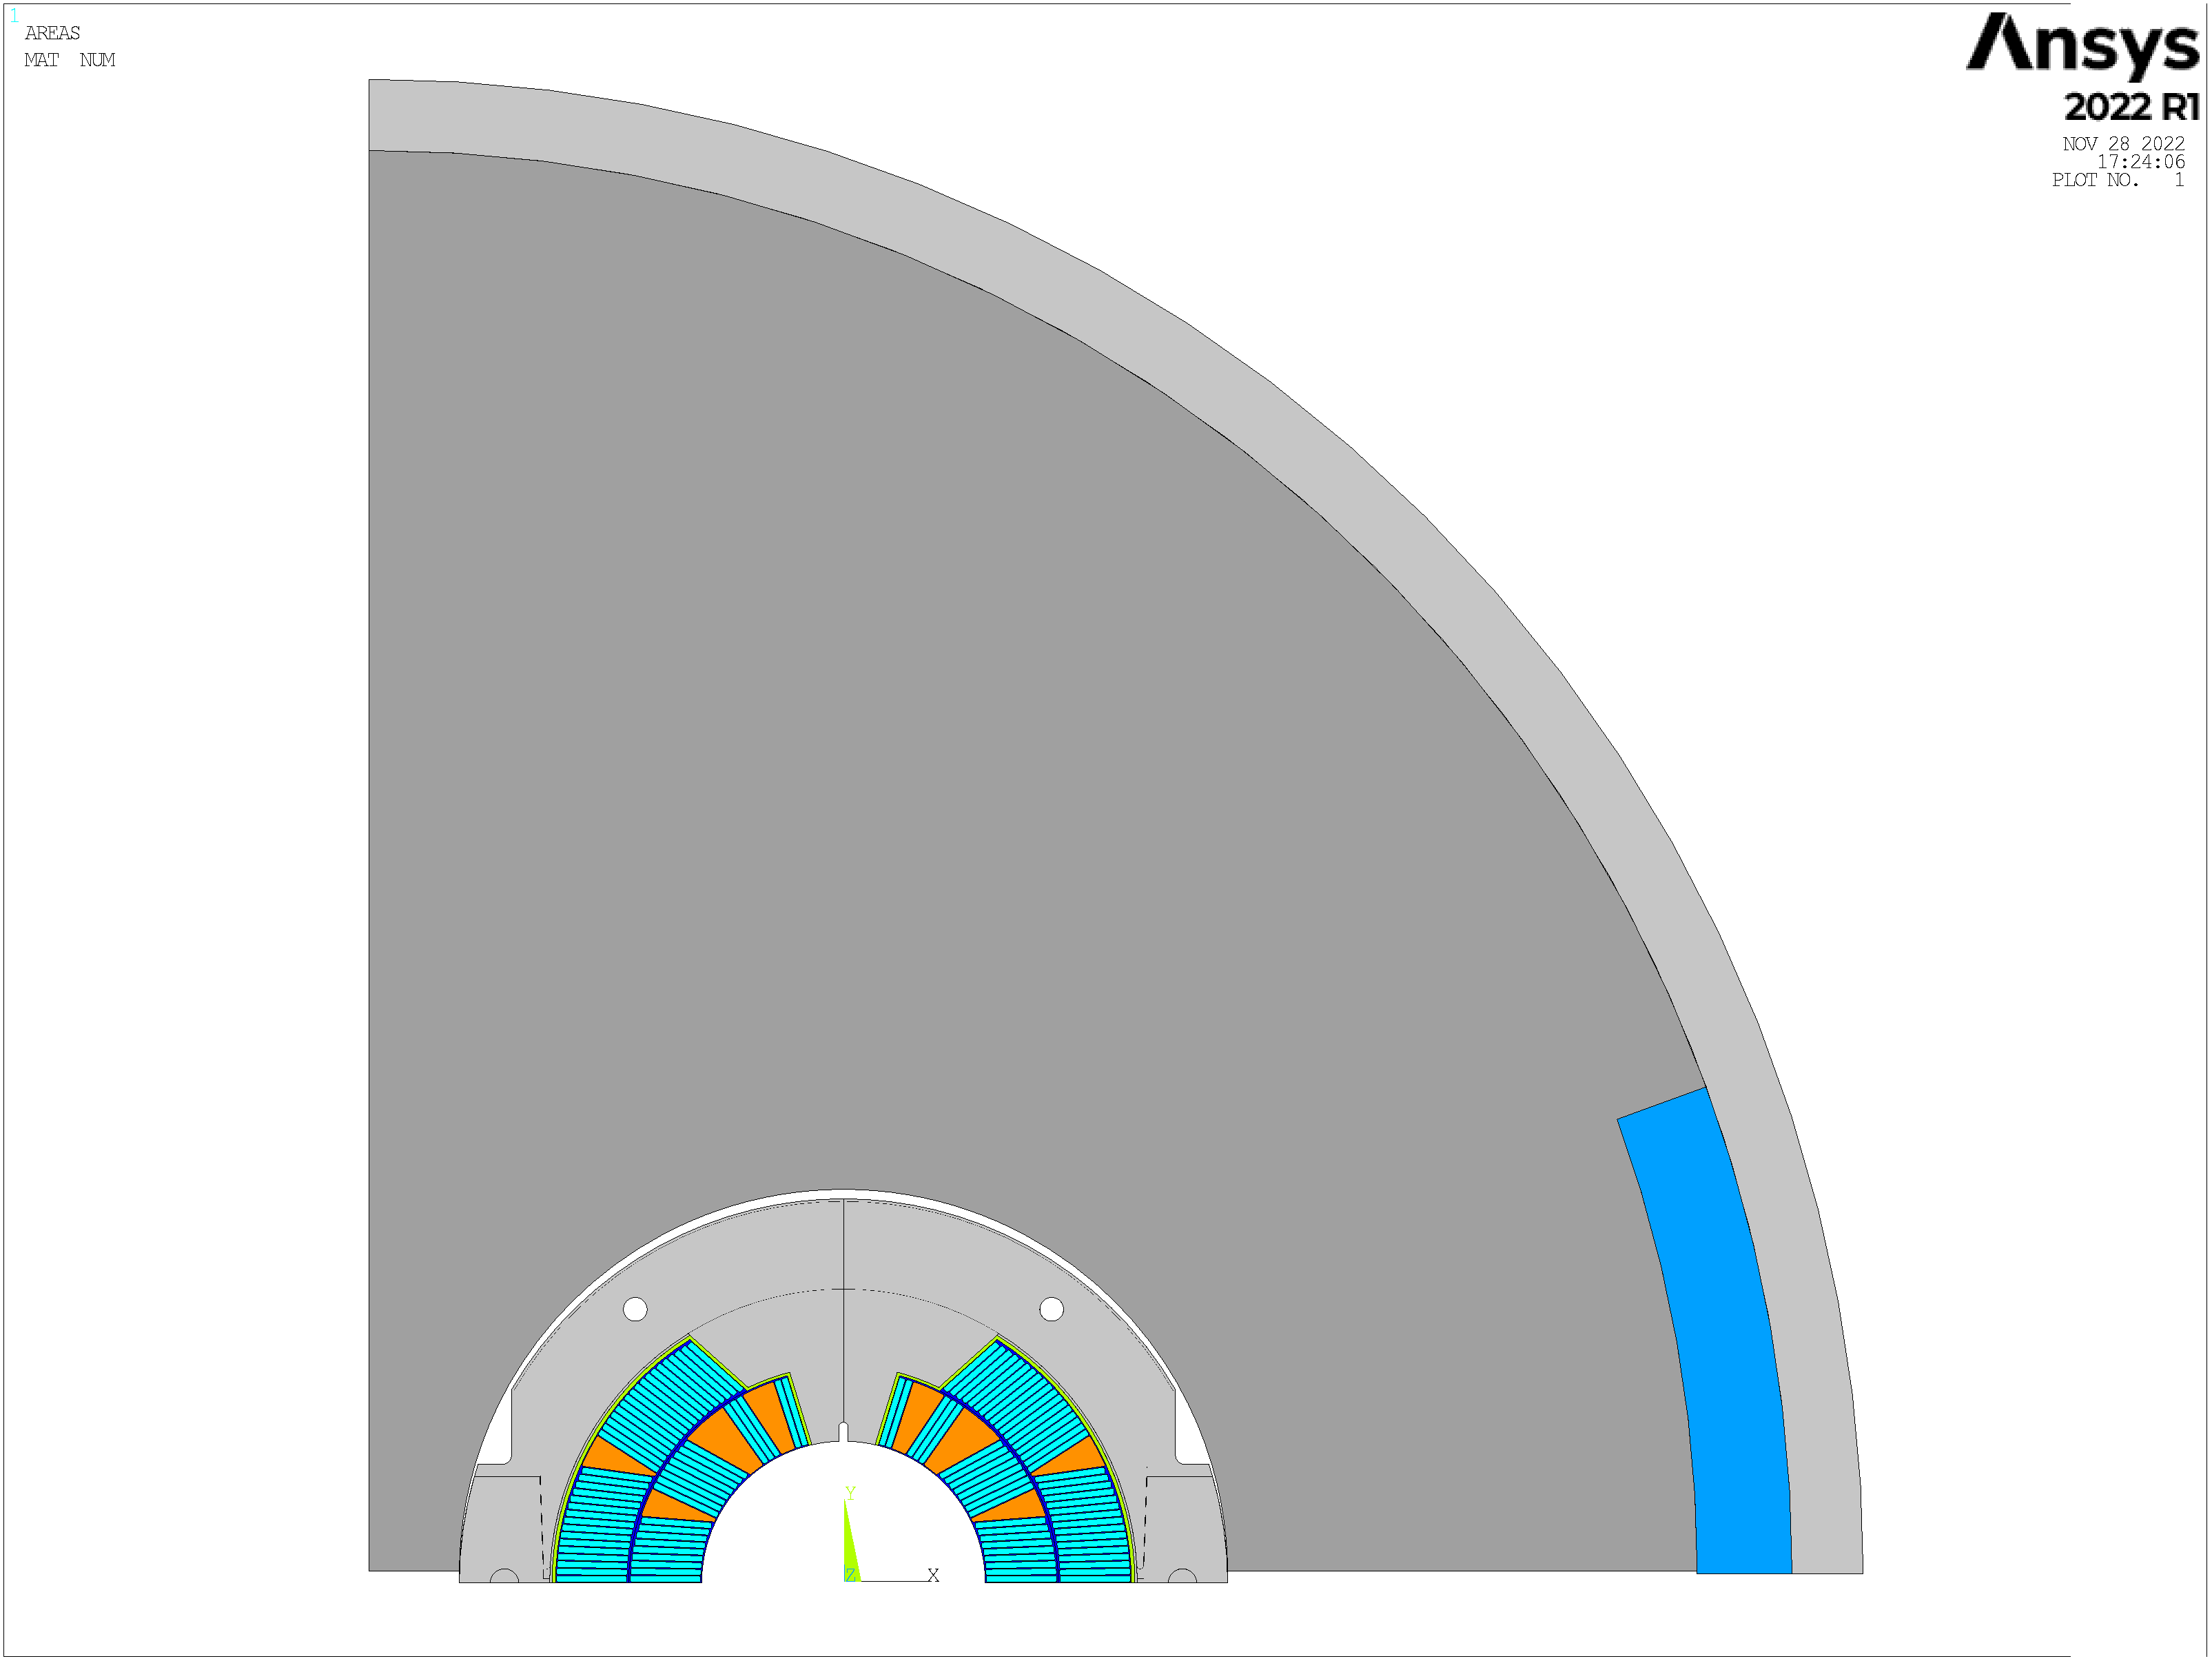 1
AREAS
MAT NUM
Ansys
2022 R1
NOV 28 2022
17:24:06
PLOT NO. 1
Y
Z
X